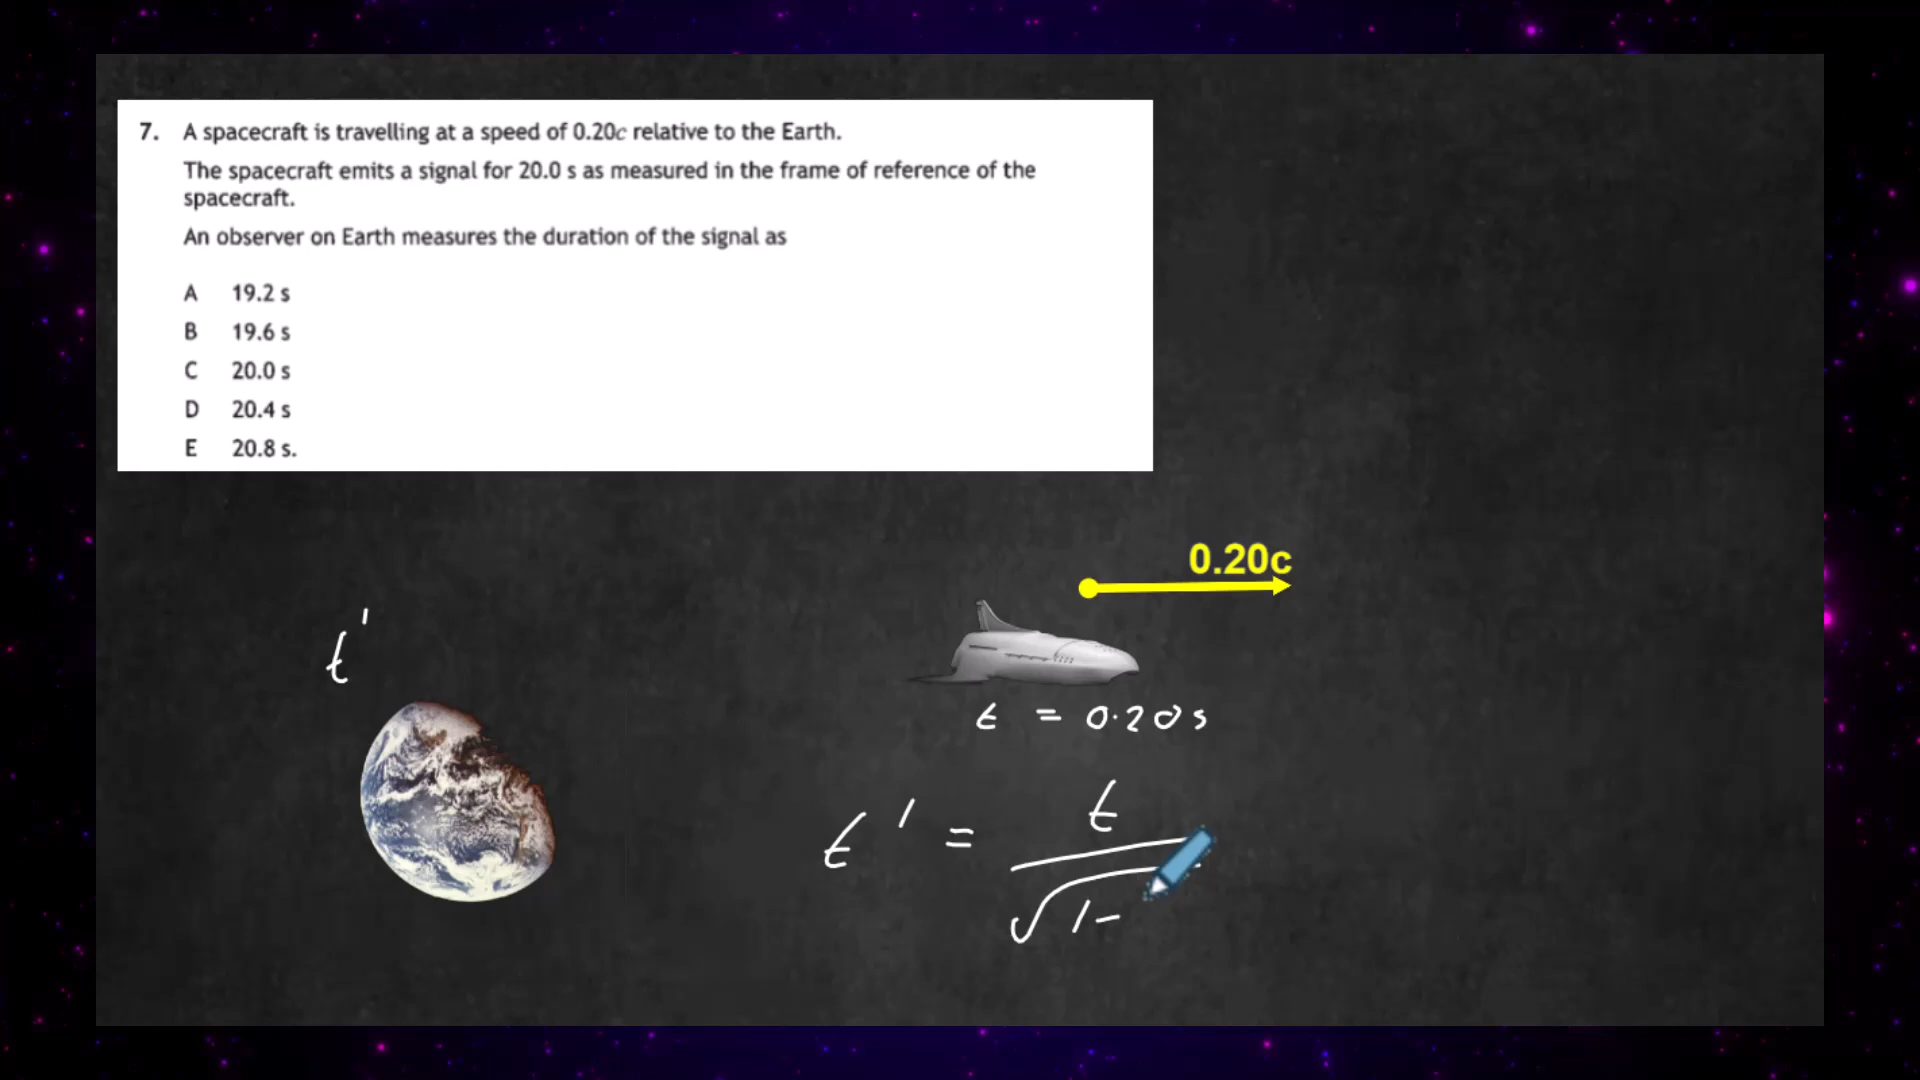 7. A spacecraft is travelling at a speed of 0.20c relative to the Earth.
The spacecraft emits a signal for 20.0 s as measured in the frame of reference of the
spacecraft.
An observer on Earth measures the duration of the signal as
A 19.2 s
B 19.6 s
C 20.0 s
D 20.4 s
E 20.8 s.
0.20c
t'
t = 0.20s
t' = t
√1-